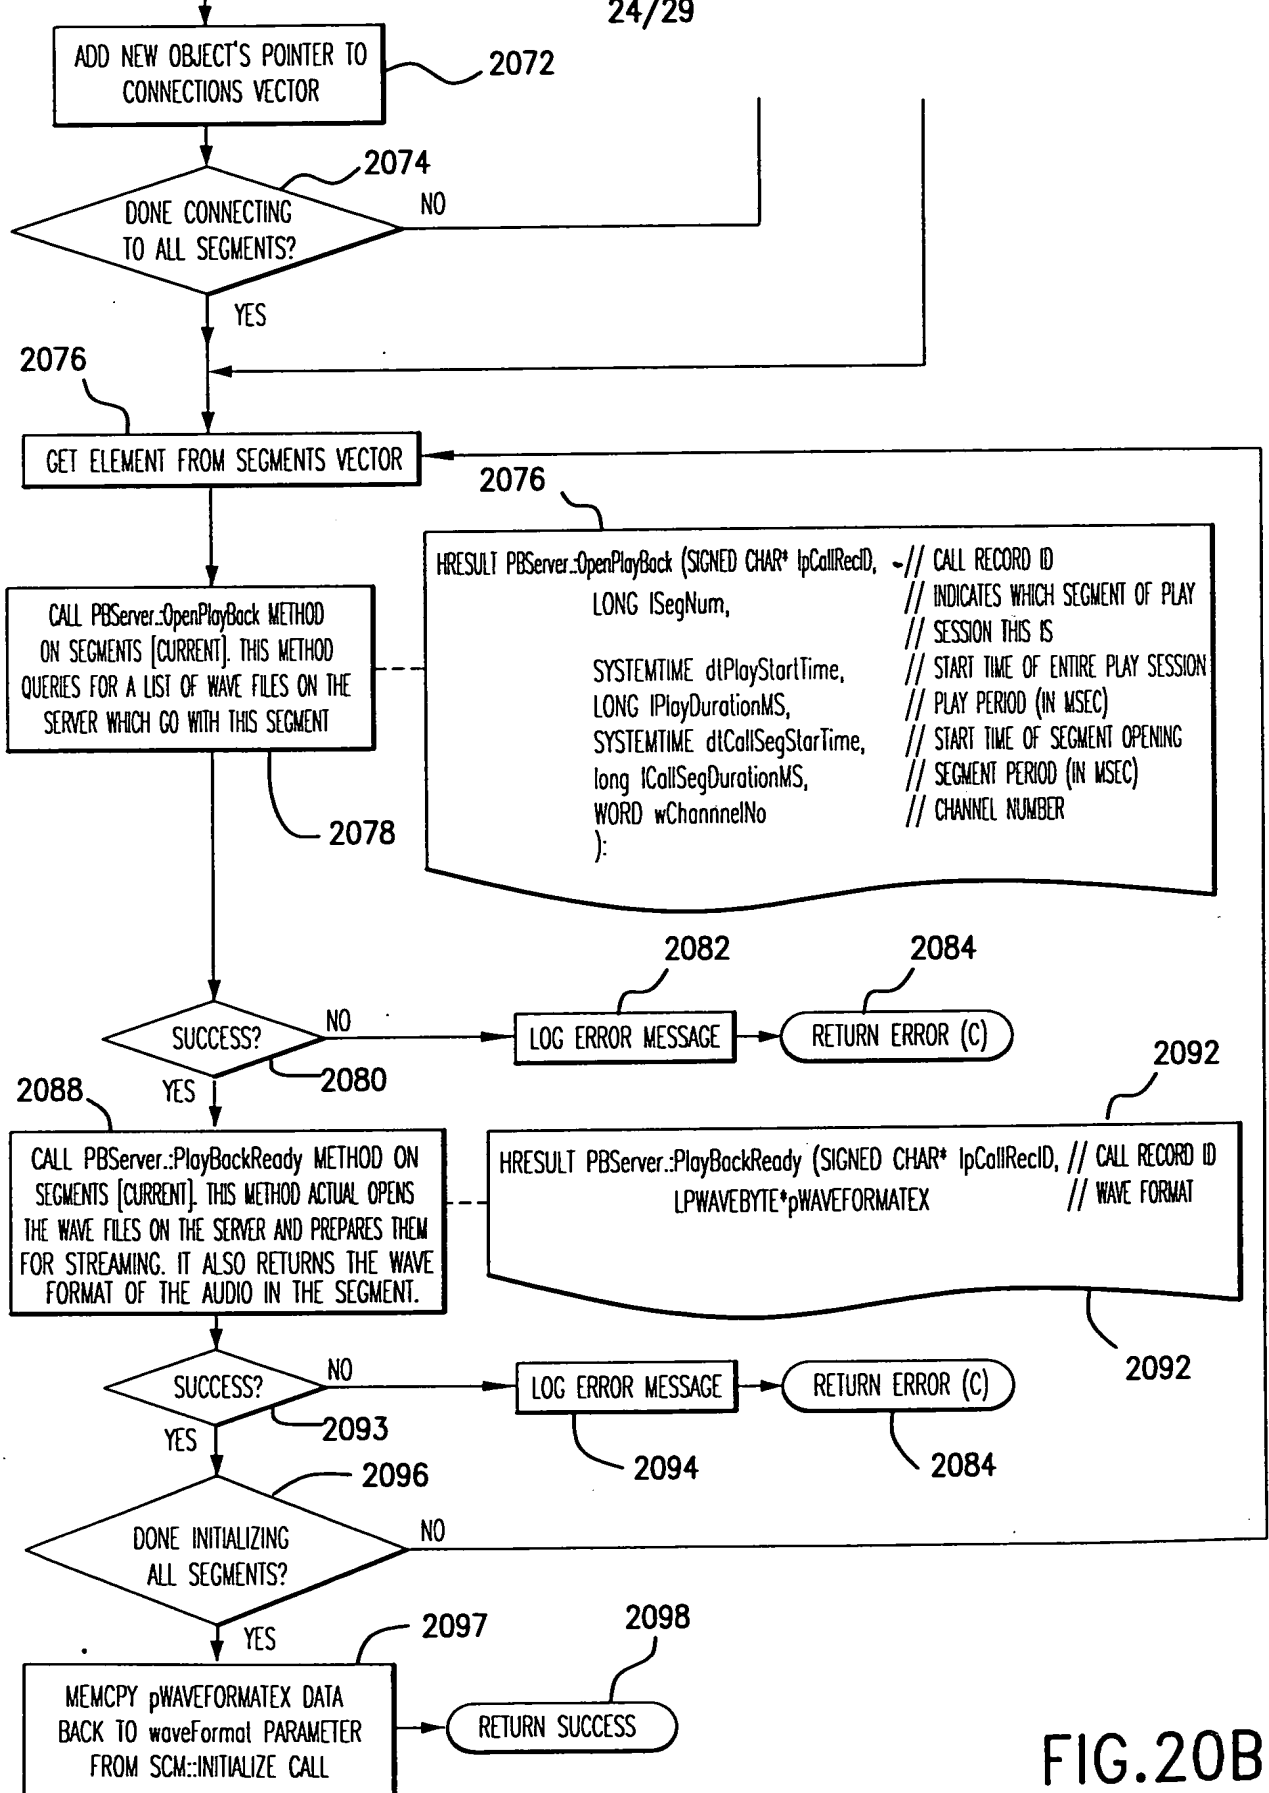 24/29
ADD NEW OBJECT'S POINTER TO
CONNECTIONS VECTOR
2072
2074
DONE CONNECTING
TO ALL SEGMENTS?
NO
YES
2076
GET ELEMENT FROM SEGMENTS VECTOR
2076
HRESULT PBServer::OpenPlayBack (SIGNED CHAR* lpCallRecID, // CALL RECORD ID
LONG lSegNum, // INDICATES WHICH SEGMENT OF PLAY
// SESSION THIS IS
SYSTEMTIME dtPlayStartTime, // START TIME OF ENTIRE PLAY SESSION
LONG lPlayDurationMS, // PLAY PERIOD (IN MSEC)
SYSTEMTIME dtCallSegStarTime, // START TIME OF SEGMENT OPENING
long lCallSegDurationMS, // SEGMENT PERIOD (IN MSEC)
WORD wChannnelNo // CHANNEL NUMBER
):
CALL PBServer::OpenPlayBack METHOD
ON SEGMENTS [CURRENT]. THIS METHOD
QUERIES FOR A LIST OF WAVE FILES ON THE
SERVER WHICH GO WITH THIS SEGMENT
2078
2082
2084
SUCCESS?
NO
LOG ERROR MESSAGE
RETURN ERROR (C)
2080
YES
2088
2092
CALL PBServer::PlayBackReady METHOD ON
SEGMENTS [CURRENT]. THIS METHOD ACTUAL OPENS
THE WAVE FILES ON THE SERVER AND PREPARES THEM
FOR STREAMING. IT ALSO RETURNS THE WAVE
FORMAT OF THE AUDIO IN THE SEGMENT.
HRESULT PBServer::PlayBackReady (SIGNED CHAR* lpCallRecID, // CALL RECORD ID
LPWAVEBYTE*pWAVEFORMATEX // WAVE FORMAT
2092
SUCCESS?
NO
LOG ERROR MESSAGE
RETURN ERROR (C)
2093
YES
2094
2084
2096
DONE INITIALIZING
ALL SEGMENTS?
NO
YES
2097
2098
MEMCPY pWAVEFORMATEX DATA
BACK TO waveFormat PARAMETER
FROM SCM::INITIALIZE CALL
RETURN SUCCESS
FIG.20B